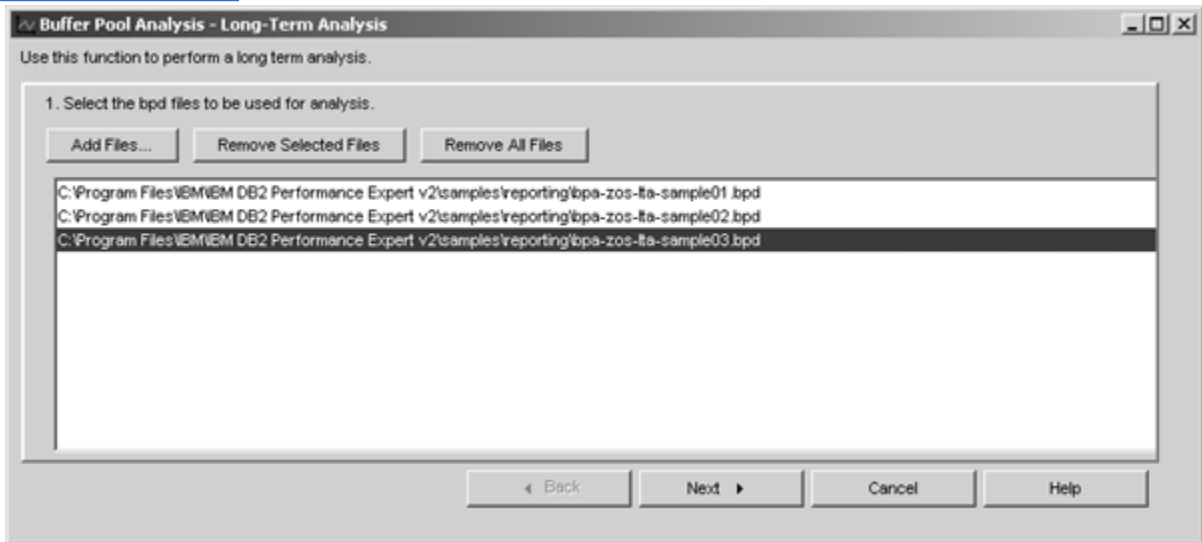 Buffer Pool Analysis - Long-Term Analysis
Use this function to perform a long term analysis.
1. Select the bpd files to be used for analysis.
Add Files... Remove Selected Files Remove All Files
C:\Program Files\IBM\IBM DB2 Performance Expert v2\samples\reporting\bpa-zos-lta-sample01.bpd
C:\Program Files\IBM\IBM DB2 Performance Expert v2\samples\reporting\bpa-zos-lta-sample02.bpd
C:\Program Files\IBM\IBM DB2 Performance Expert v2\samples\reporting\bpa-zos-lta-sample03.bpd
Back Next Cancel Help